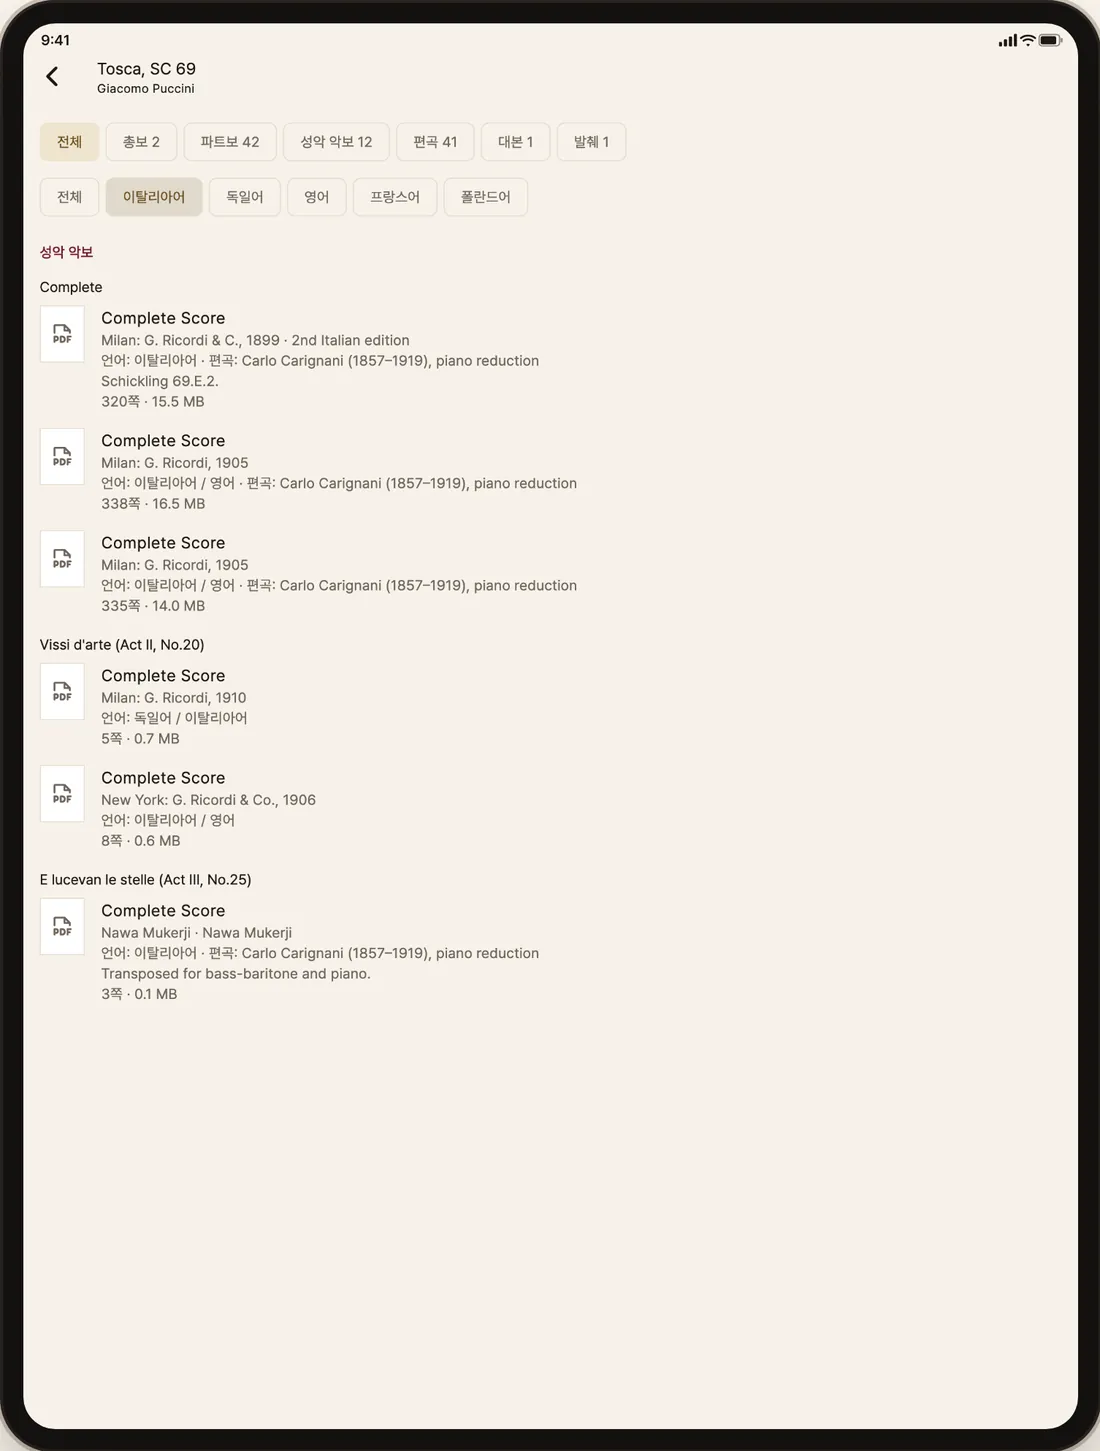 9:41
Tosca, SC 69
Giacomo Puccini
전체
총보 2
파트보 42
성악 악보 12
편곡 41
대본 1
발췌 1
전체
이탈리아어
독일어
영어
프랑스어
폴란드어
성악 악보
Complete
PDF
Complete Score
Milan: G. Ricordi & C., 1899 · 2nd Italian edition
언어: 이탈리아어 · 편곡: Carlo Carignani (1857–1919), piano reduction
Schickling 69.E.2.
320쪽 · 15.5 MB
PDF
Complete Score
Milan: G. Ricordi, 1905
언어: 이탈리아어 / 영어 · 편곡: Carlo Carignani (1857–1919), piano reduction
338쪽 · 16.5 MB
PDF
Complete Score
Milan: G. Ricordi, 1905
언어: 이탈리아어 / 영어 · 편곡: Carlo Carignani (1857–1919), piano reduction
335쪽 · 14.0 MB
Vissi d'arte (Act II, No.20)
PDF
Complete Score
Milan: G. Ricordi, 1910
언어: 독일어 / 이탈리아어
5쪽 · 0.7 MB
PDF
Complete Score
New York: G. Ricordi & Co., 1906
언어: 이탈리아어 / 영어
8쪽 · 0.6 MB
E lucevan le stelle (Act III, No.25)
PDF
Complete Score
Nawa Mukerji · Nawa Mukerji
언어: 이탈리아어 · 편곡: Carlo Carignani (1857–1919), piano reduction
Transposed for bass-baritone and piano.
3쪽 · 0.1 MB